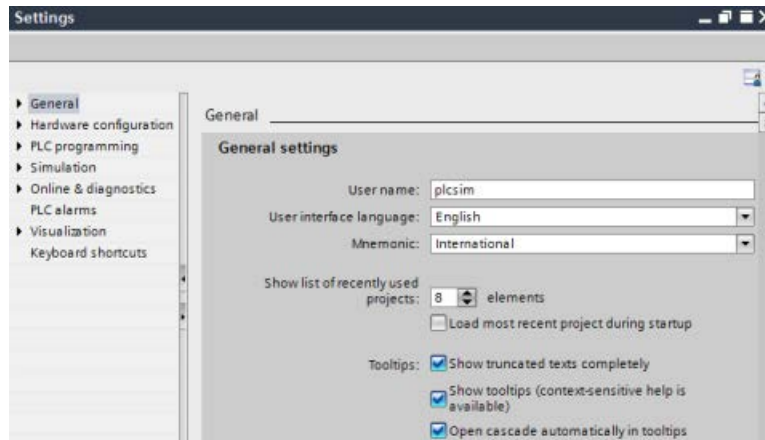 Settings
General
Hardware configuration
PLC programming
Simulation
Online & diagnostics
PLC alarms
Visualization
Keyboard shortcuts
General
General settings
User name: plcsim
User interface language: English
Mnemonic: International
Show list of recently used
projects: 8 elements
Load most recent project during startup
Tooltips: Show truncated texts completely
Show tooltips (context-sensitive help is
available)
Open cascade automatically in tooltips